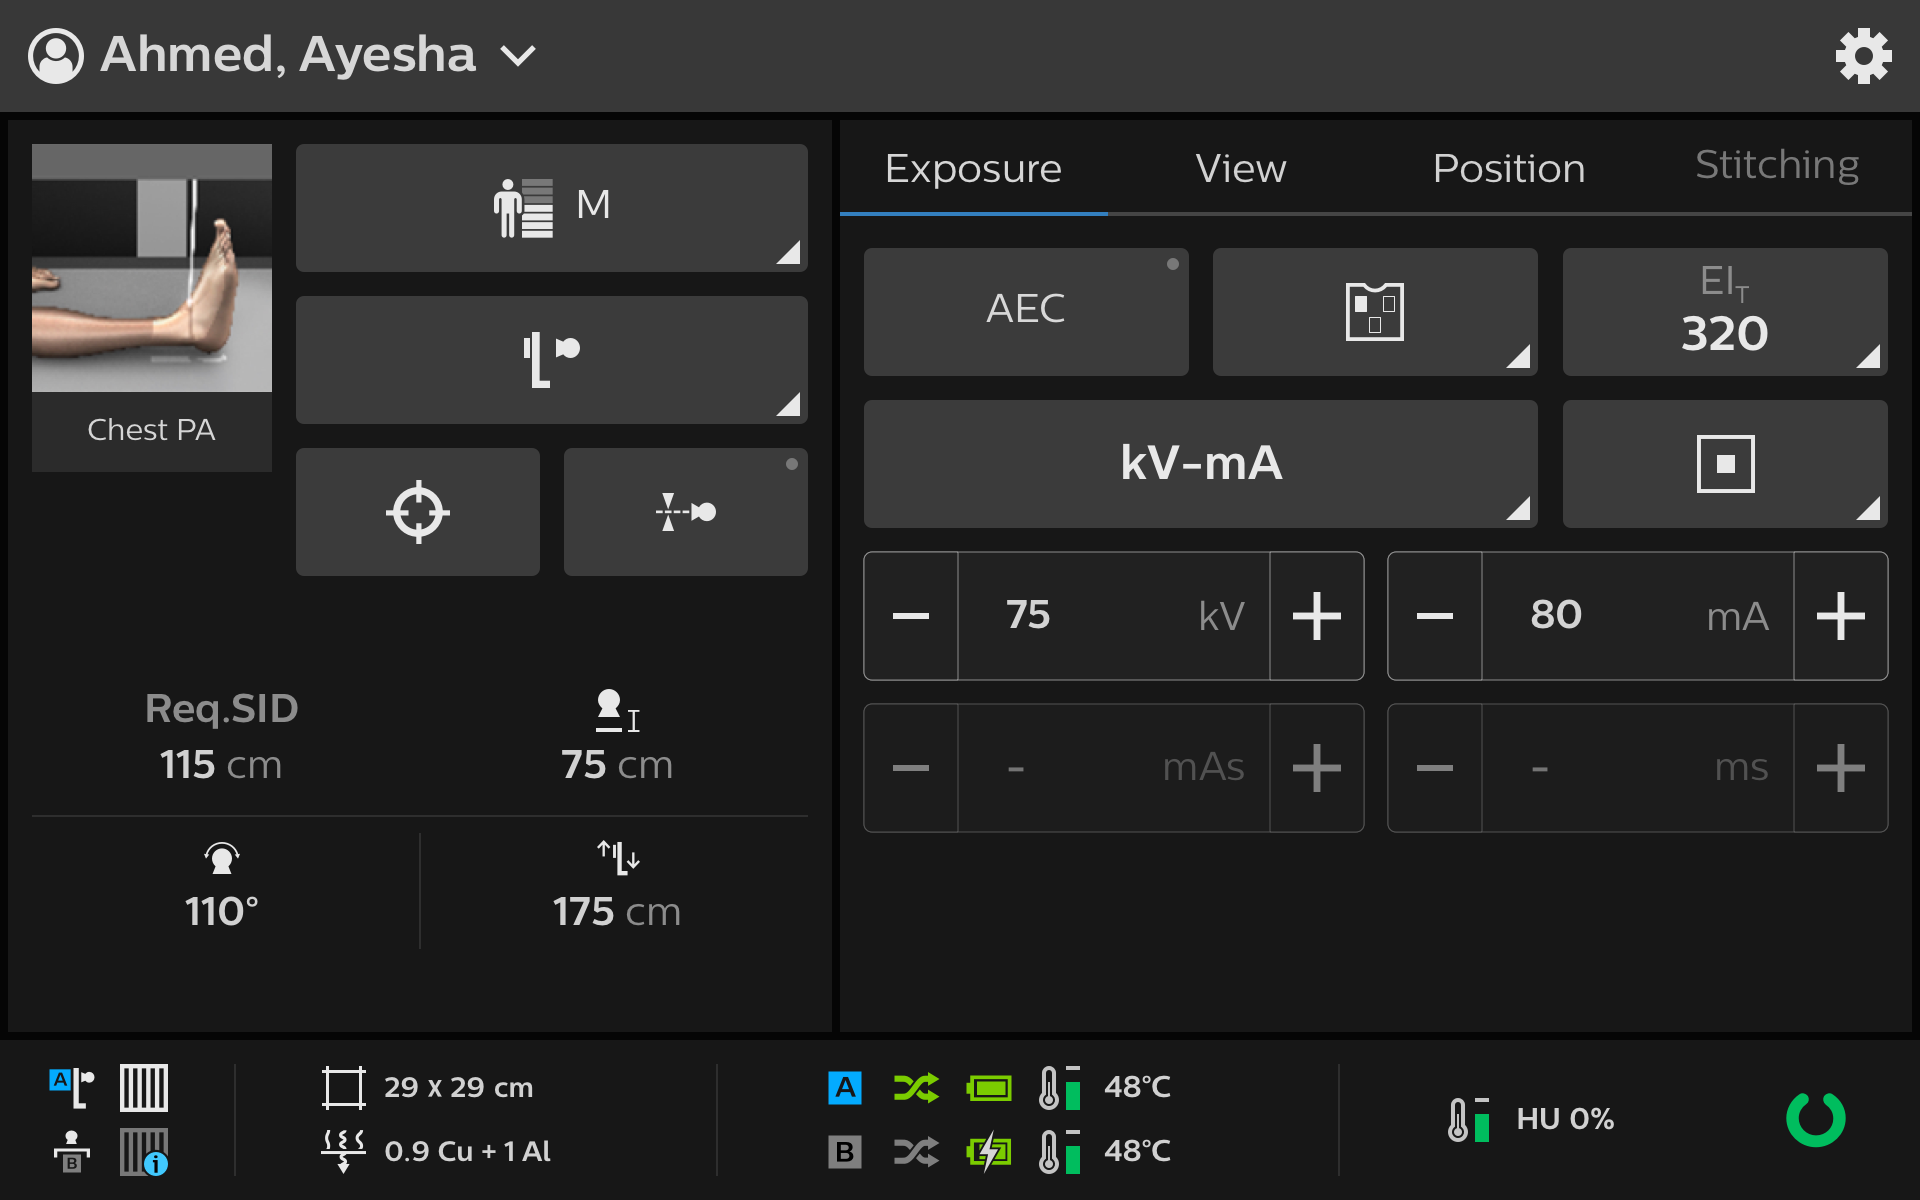 Ahmed, Ayesha
Chest PA
M
Req.SID
115 cm
75 cm
110°
175 cm
Exposure View Position Stitching
AEC
EIT
320
kV-mA
75 kV
80 mA
- mAs
- ms
A
B
i
29 x 29 cm
0.9 Cu + 1 Al
A 48°C
B 48°C
HU 0%